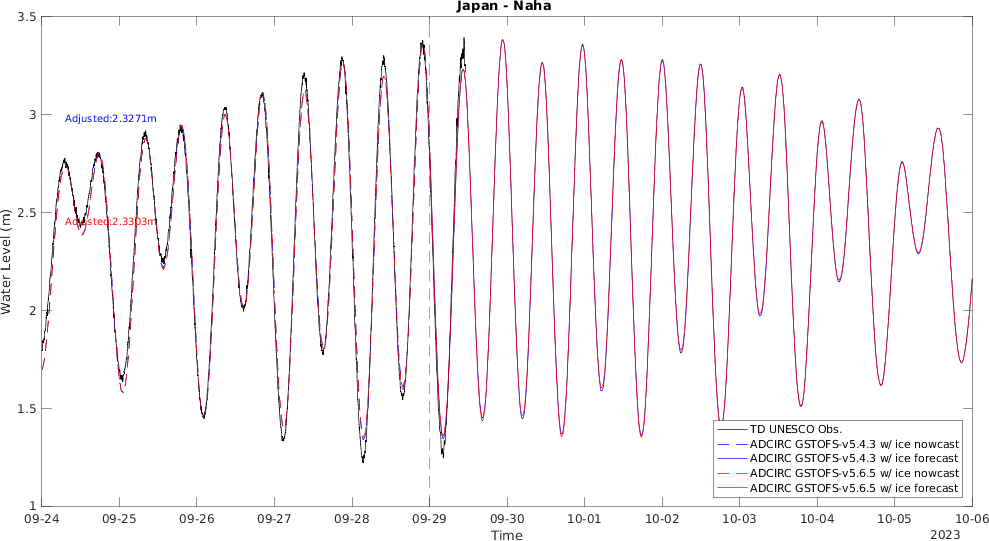 Japan - Naha
3.5
3
2.5
2
1.5
1
Water Level (m)
Adjusted:2.3271m
Adjusted:2.3303m
TD UNESCO Obs.
ADCIRC GSTOFS-v5.4.3 w/ ice nowcast
ADCIRC GSTOFS-v5.4.3 w/ ice forecast
ADCIRC GSTOFS-v5.6.5 w/ ice nowcast
ADCIRC GSTOFS-v5.6.5 w/ ice forecast
09-24 09-25 09-26 09-27 09-28 09-29 09-30 10-01 10-02 10-03 10-04 10-05 10-06
Time
2023